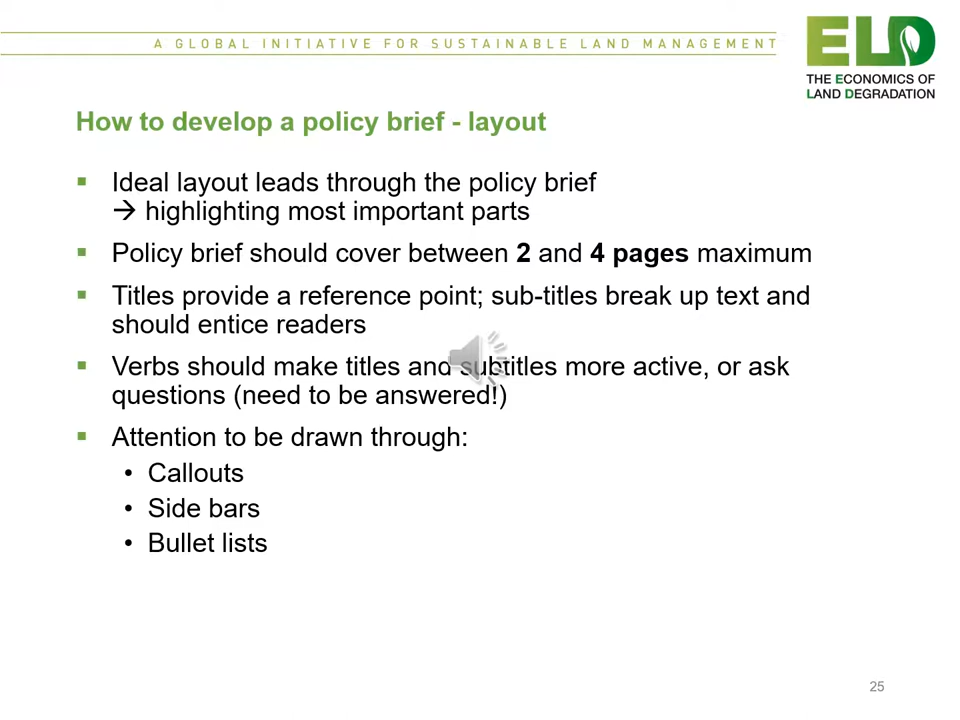 A GLOBAL INITIATIVE FOR SUSTAINABLE LAND MANAGEMENT
ELD
THE ECONOMICS OF
LAND DEGRADATION
How to develop a policy brief - layout
▪ Ideal layout leads through the policy brief
→ highlighting most important parts
▪ Policy brief should cover between 2 and 4 pages maximum
▪ Titles provide a reference point; sub-titles break up text and
should entice readers
▪ Verbs should make titles and subtitles more active, or ask
questions (need to be answered!)
▪ Attention to be drawn through:
• Callouts
• Side bars
• Bullet lists
25